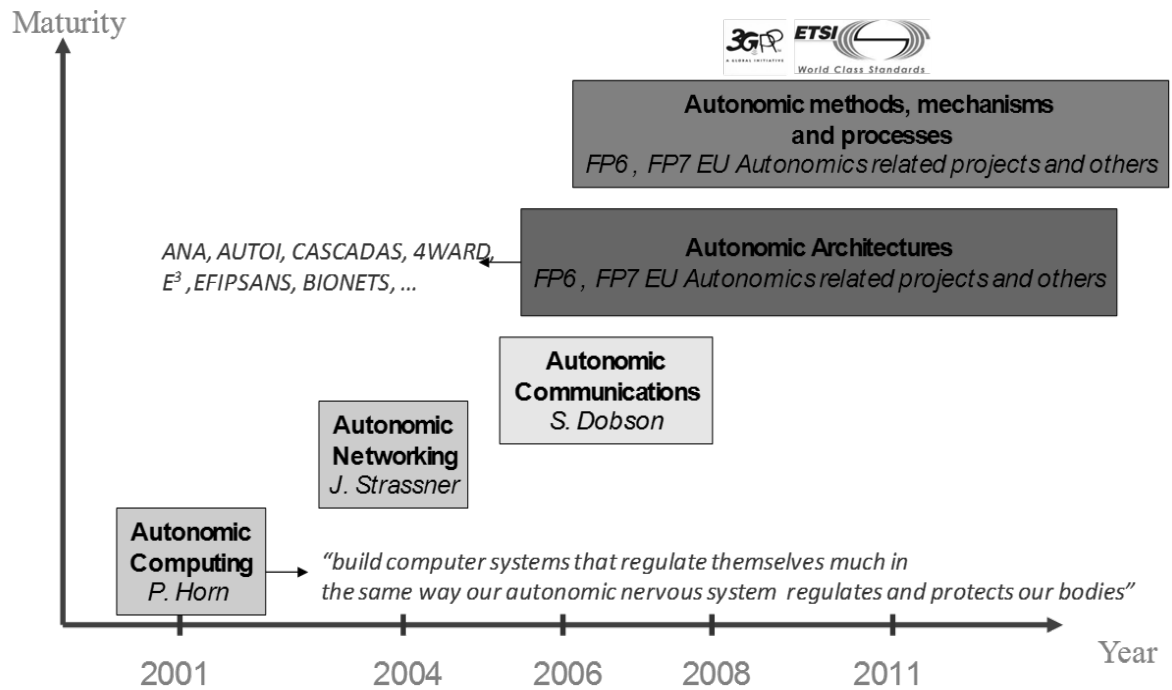 Maturity
3GPP
A GLOBAL INITIATIVE
ETSI
World Class Standards
Autonomic methods, mechanisms
and processes
FP6 , FP7 EU Autonomics related projects and others
ANA, AUTOI, CASCADAS, 4WARD,
E³ ,EFIPSANS, BIONETS, ...
Autonomic Architectures
FP6 , FP7 EU Autonomics related projects and others
Autonomic
Communications
S. Dobson
Autonomic
Networking
J. Strassner
Autonomic
Computing
P. Horn
“build computer systems that regulate themselves much in
the same way our autonomic nervous system regulates and protects our bodies”
2001
2004
2006
2008
2011
Year